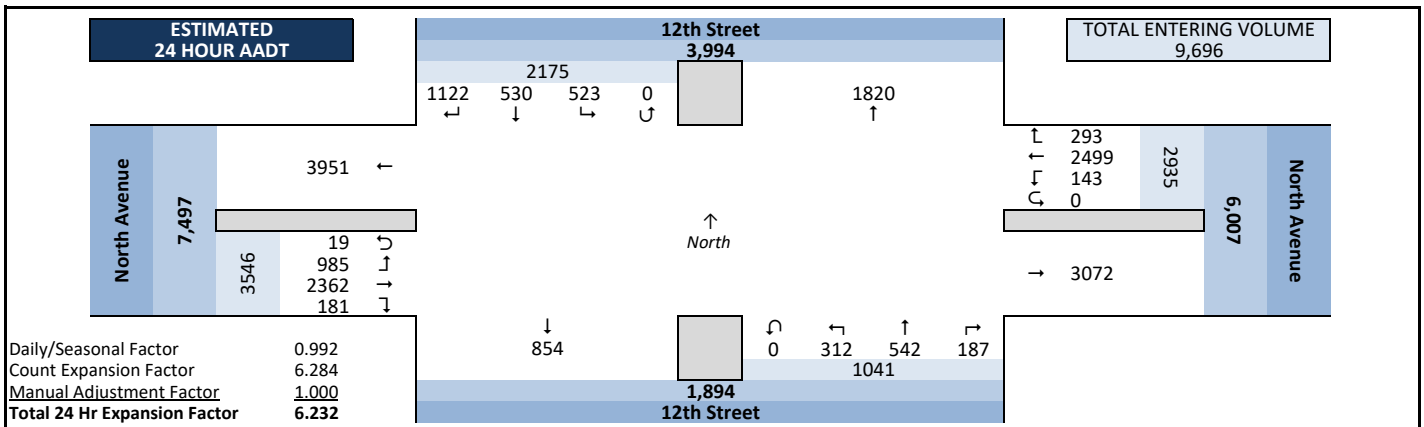 ESTIMATED
24 HOUR AADT
12th Street
3,994
TOTAL ENTERING VOLUME
9,696
2175
1122 530 523 0
↵ ↓ ↳ ↺
1820
↑
3951 ←
↱ 293
← 2499
↲ 143
↪ 0
2935
6,007
North Avenue
North Avenue
7,497
3546
19 ↩
985 ↰
2362 →
181 ↴
↑
North
→ 3072
↓
854
↶ ↰ ↑ ↱
0 312 542 187
1041
1,894
12th Street
Daily/Seasonal Factor 0.992
Count Expansion Factor 6.284
Manual Adjustment Factor 1.000
Total 24 Hr Expansion Factor 6.232